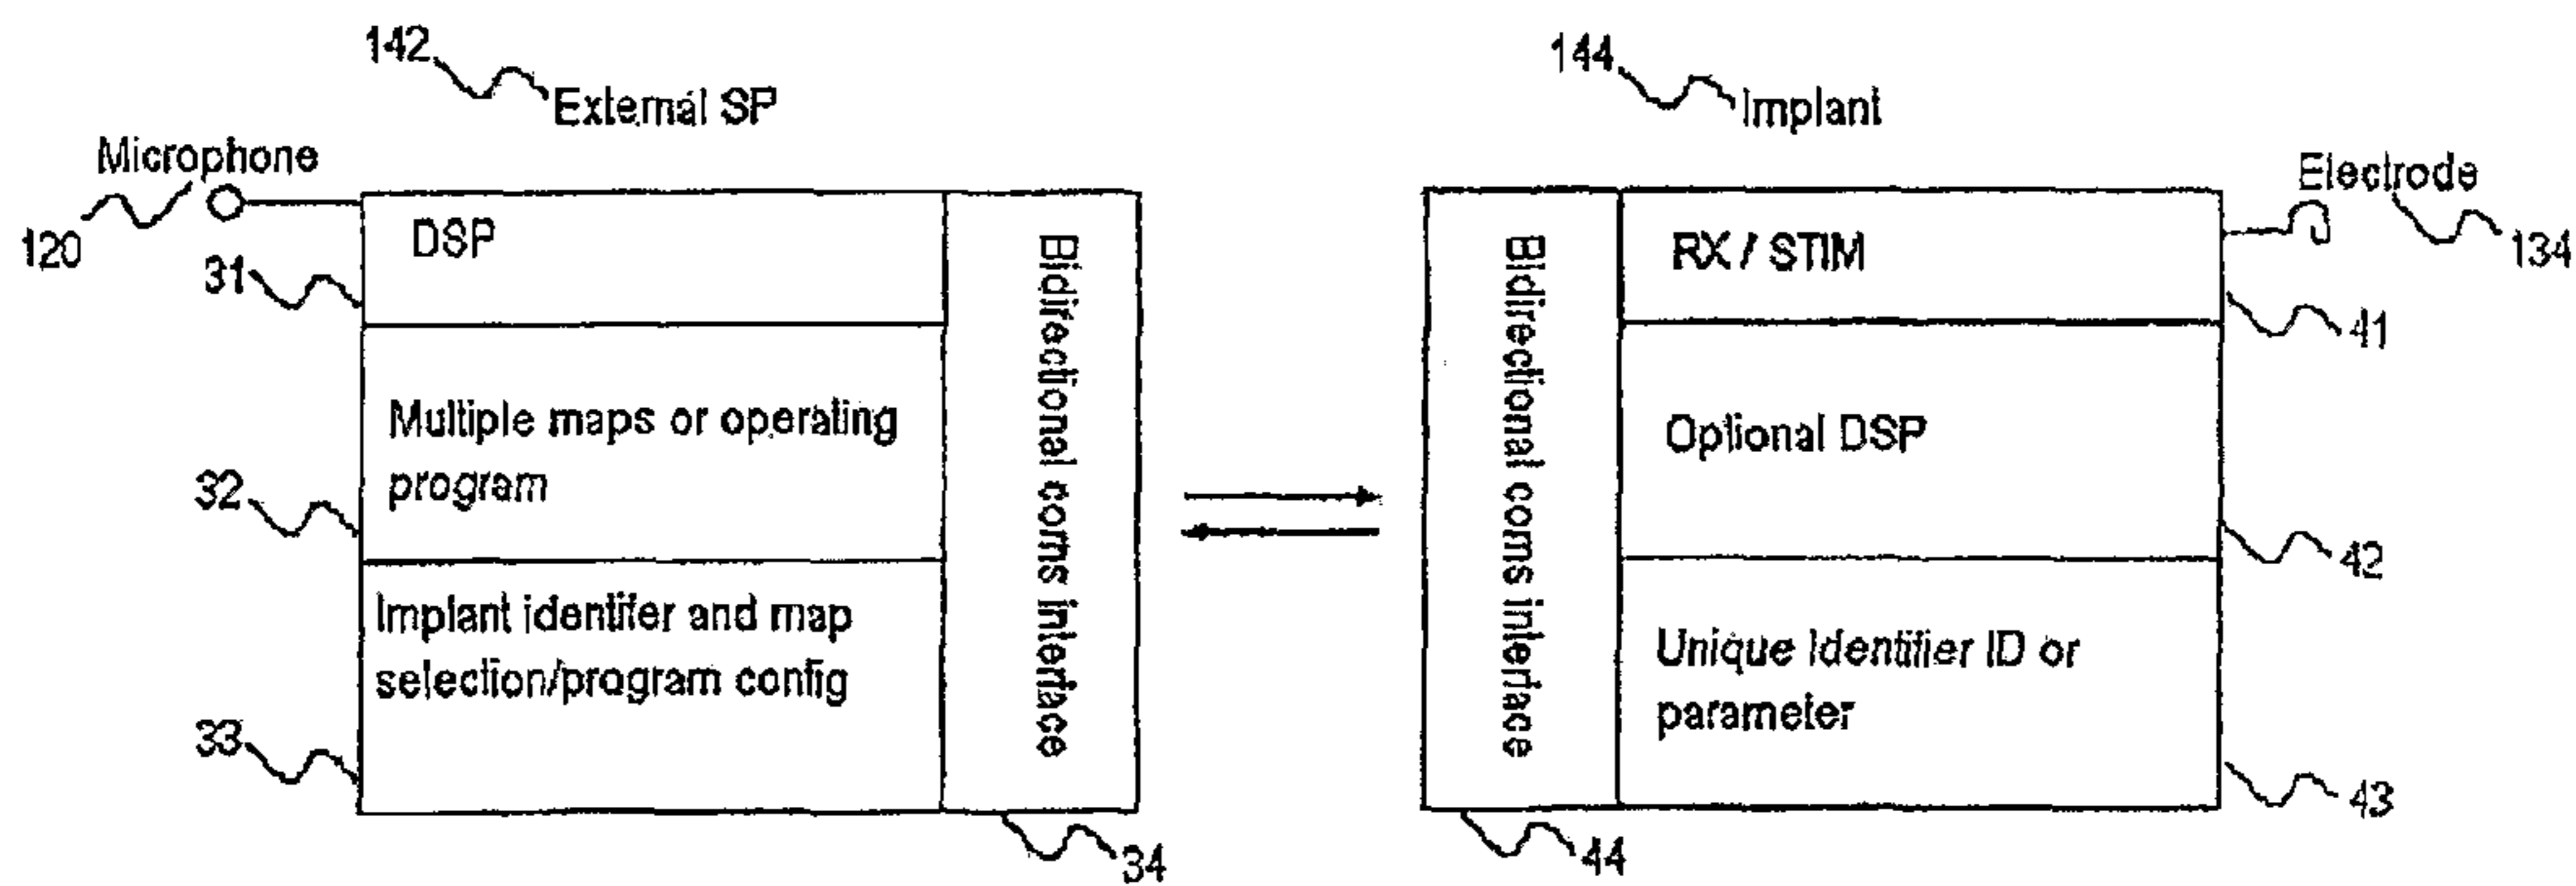 142
External SP
Microphone
120
31
DSP
Multiple maps or operating
program
32
Implant identifer and map
selection/program config
33
Bidirectional coms interface
34
144
Implant
Electrode
134
Bidirectional coms interface
44
RX / STIM
41
Optional DSP
42
Unique Identifier ID or
parameter
43